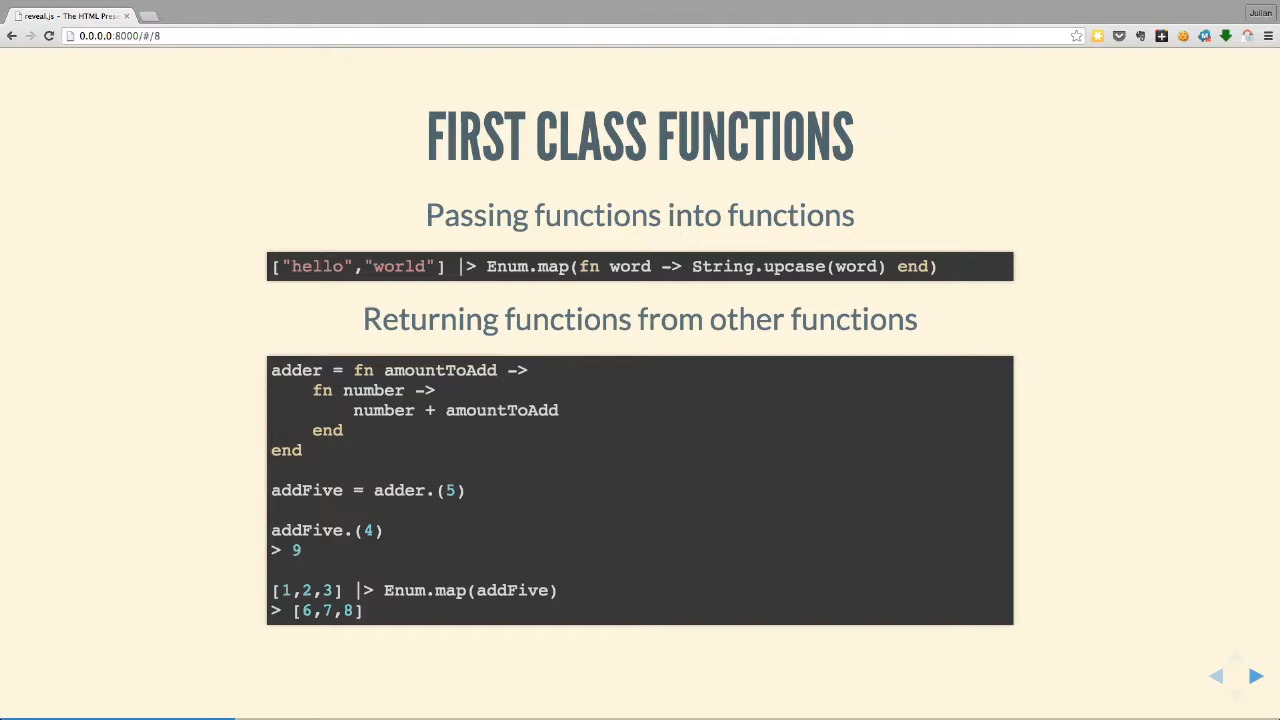 reveal.js - The HTML Pres
Julian
0.0.0.0:8000/#/8
FIRST CLASS FUNCTIONS
Passing functions into functions
["hello","world"] |> Enum.map(fn word -> String.upcase(word) end)
Returning functions from other functions
adder = fn amountToAdd ->
    fn number ->
        number + amountToAdd
    end
end
addFive = adder.(5)
addFive.(4)
> 9
[1,2,3] |> Enum.map(addFive)
> [6,7,8]